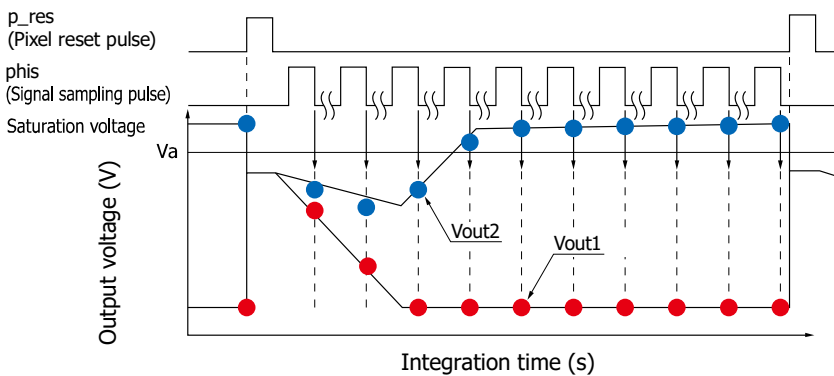 p_res
(Pixel reset pulse)
phis
(Signal sampling pulse)
Saturation voltage
Va
Output voltage (V)
Vout2
Vout1
Integration time (s)